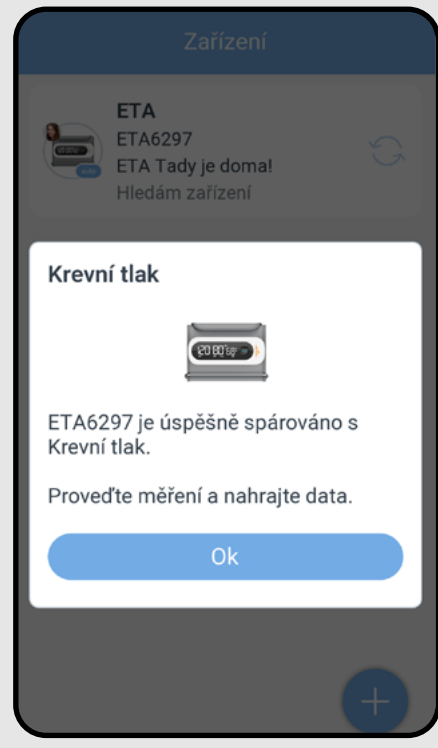 Zařízení
ETA
ETA6297
ETA Tady je doma!
auto
Hledám zařízení
Krevní tlak
ETA6297 je úspěšně spárováno s
Krevní tlak.
Proveďte měření a nahrajte data.
Ok